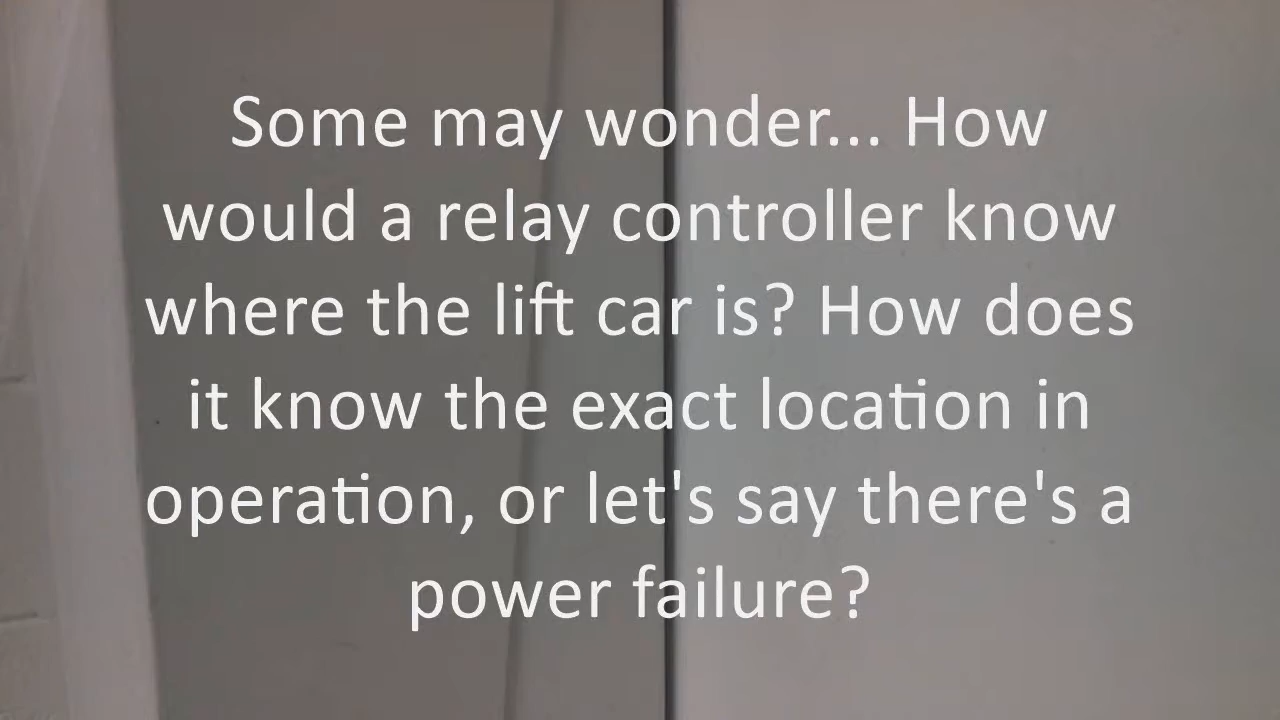 Some may wonder... How
would a relay controller know
where the lift car is? How does
it know the exact location in
operation, or let's say there's a
power failure?